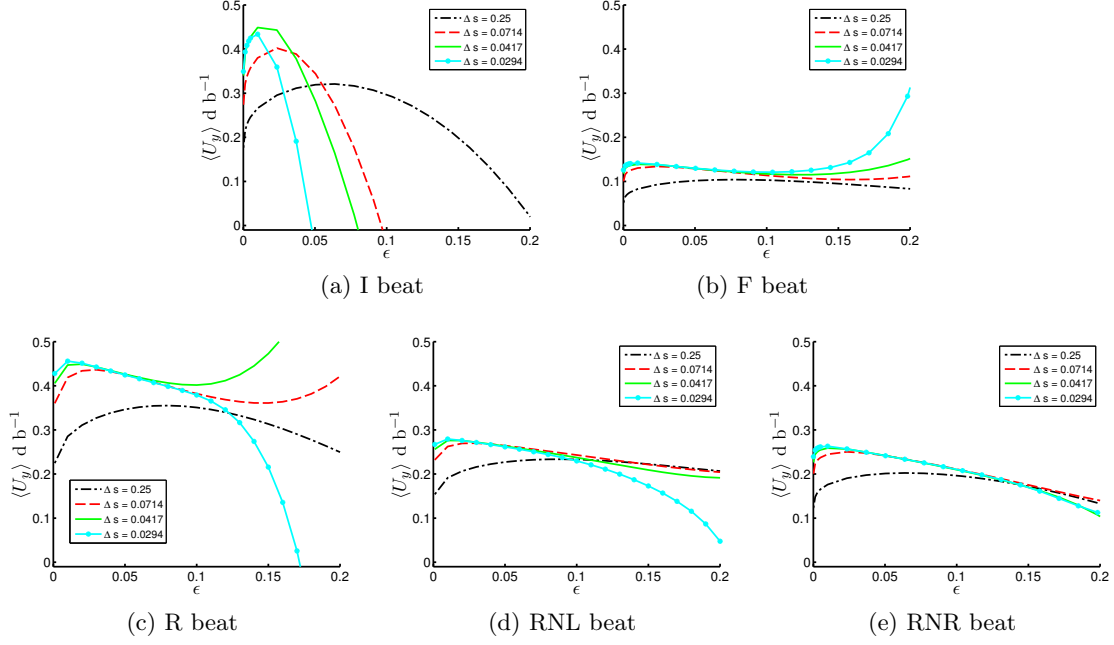 0.5
0.4
0.3
0.2
0.1
0
⟨U_y⟩ d b⁻¹
0 0.05 0.1 0.15 0.2
ϵ
Δ s = 0.25
Δ s = 0.0714
Δ s = 0.0417
Δ s = 0.0294
(a) I beat
0.5
0.4
0.3
0.2
0.1
0
⟨U_y⟩ d b⁻¹
0 0.05 0.1 0.15 0.2
ϵ
Δ s = 0.25
Δ s = 0.0714
Δ s = 0.0417
Δ s = 0.0294
(b) F beat
0.5
0.4
0.3
0.2
0.1
0
⟨U_y⟩ d b⁻¹
0 0.05 0.1 0.15 0.2
ϵ
Δ s = 0.25
Δ s = 0.0714
Δ s = 0.0417
Δ s = 0.0294
(c) R beat
0.5
0.4
0.3
0.2
0.1
0
⟨U_y⟩ d b⁻¹
0 0.05 0.1 0.15 0.2
ϵ
Δ s = 0.25
Δ s = 0.0714
Δ s = 0.0417
Δ s = 0.0294
(d) RNL beat
0.5
0.4
0.3
0.2
0.1
0
⟨U_y⟩ d b⁻¹
0 0.05 0.1 0.15 0.2
ϵ
Δ s = 0.25
Δ s = 0.0714
Δ s = 0.0417
Δ s = 0.0294
(e) RNR beat